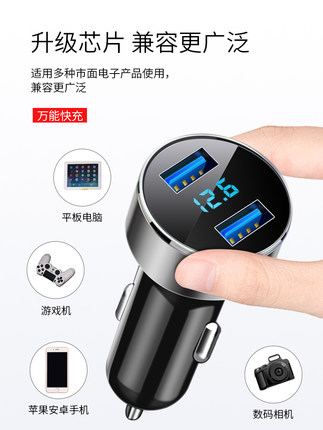 升级芯片 兼容更广泛
适用多种市面电子产品使用，
兼容更广泛
万能快充
12.6
平板电脑
游戏机
苹果安卓手机
数码相机